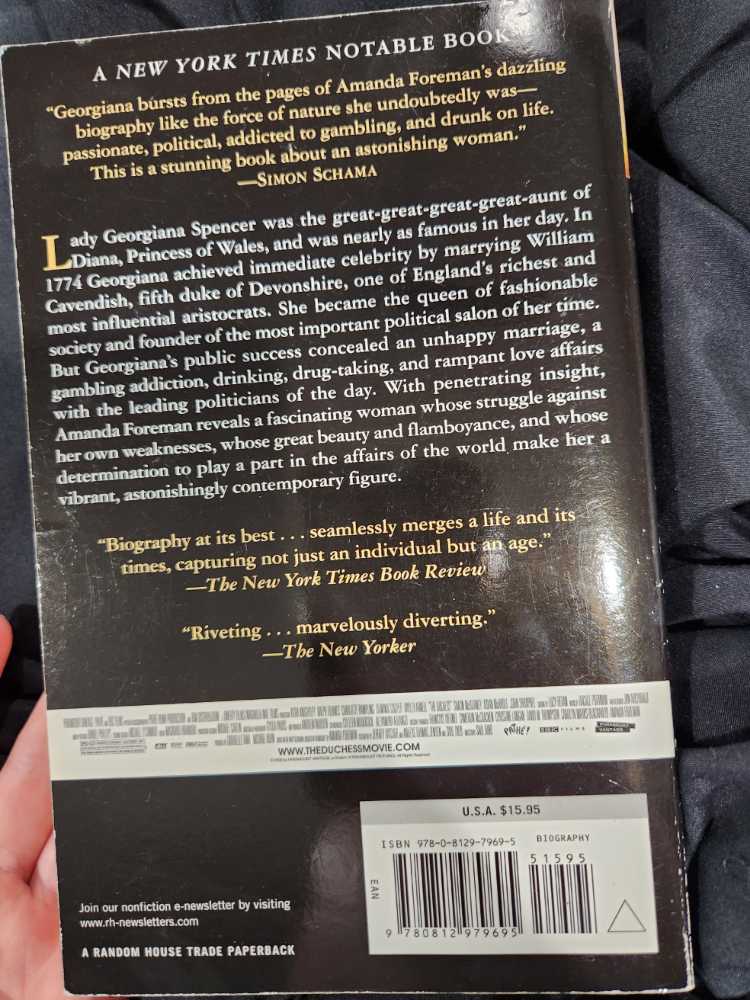 A NEW YORK TIMES NOTABLE BOOK
“Georgiana bursts from the pages of Amanda Foreman’s dazzling
biography like the force of nature she undoubtedly was—
passionate, political, addicted to gambling, and drunk on life.
This is a stunning book about an astonishing woman.”
—SIMON SCHAMA
Lady Georgiana Spencer was the great-great-great-great-aunt of
Diana, Princess of Wales, and was nearly as famous in her day. In
1774 Georgiana achieved immediate celebrity by marrying William
Cavendish, fifth duke of Devonshire, one of England’s richest and
most influential aristocrats. She became the queen of fashionable
society and founder of the most important political salon of her time.
But Georgiana’s public success concealed an unhappy marriage, a
gambling addiction, drinking, drug-taking, and rampant love affairs
with the leading politicians of the day. With penetrating insight,
Amanda Foreman reveals a fascinating woman whose struggle against
her own weaknesses, whose great beauty and flamboyance, and whose
determination to play a part in the affairs of the world make her a
vibrant, astonishingly contemporary figure.
“Biography at its best . . . seamlessly merges a life and its
times, capturing not just an individual but an age.”
—The New York Times Book Review
“Riveting . . . marvelously diverting.”
—The New Yorker
WWW.THEDUCHESSMOVIE.COM
PATHE!
BBC FILMS
U.S.A. $15.95
ISBN 978-0-8129-7969-5 BIOGRAPHY
51595
EAN
9 780812 979695
Join our nonfiction e-newsletter by visiting
www.rh-newsletters.com
A RANDOM HOUSE TRADE PAPERBACK